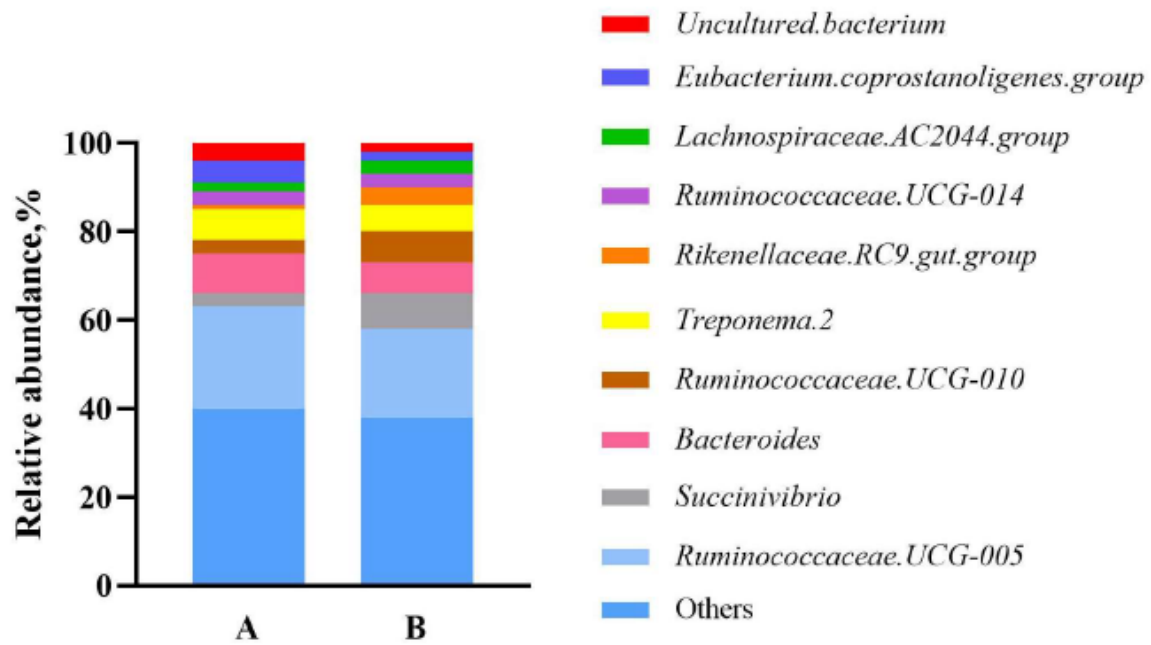 Relative abundance,%
100
80
60
40
20
0
A
B
Uncultured.bacterium
Eubacterium.coprostanoligenes.group
Lachnospiraceae.AC2044.group
Ruminococcaceae.UCG-014
Rikenellaceae.RC9.gut.group
Treponema.2
Ruminococcaceae.UCG-010
Bacteroides
Succinivibrio
Ruminococcaceae.UCG-005
Others